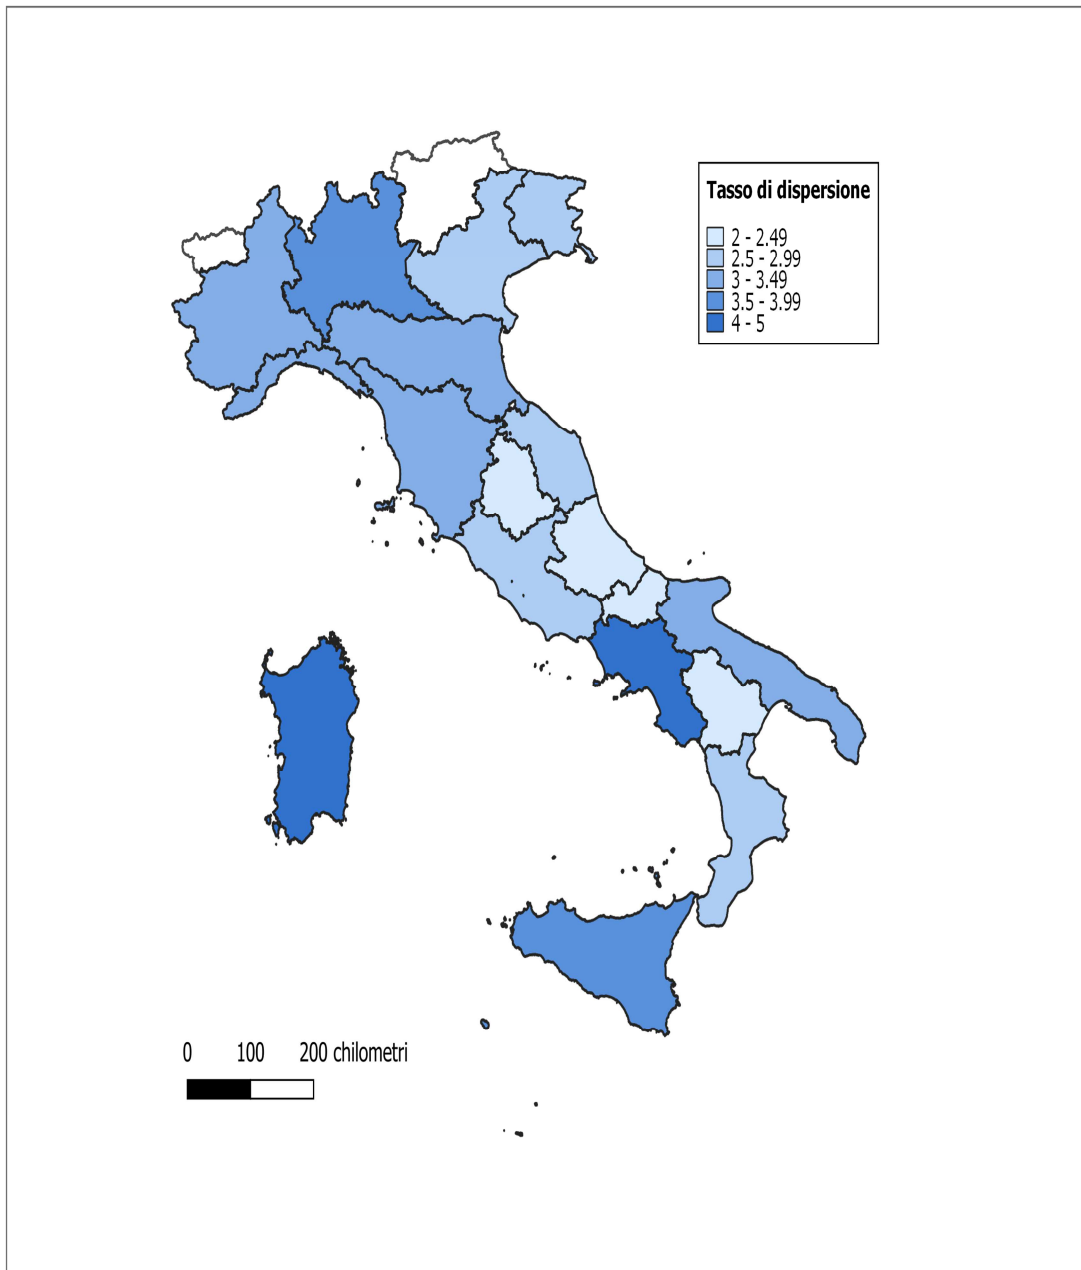 Tasso di dispersione
2 - 2.49
2.5 - 2.99
3 - 3.49
3.5 - 3.99
4 - 5
0 100 200 chilometri